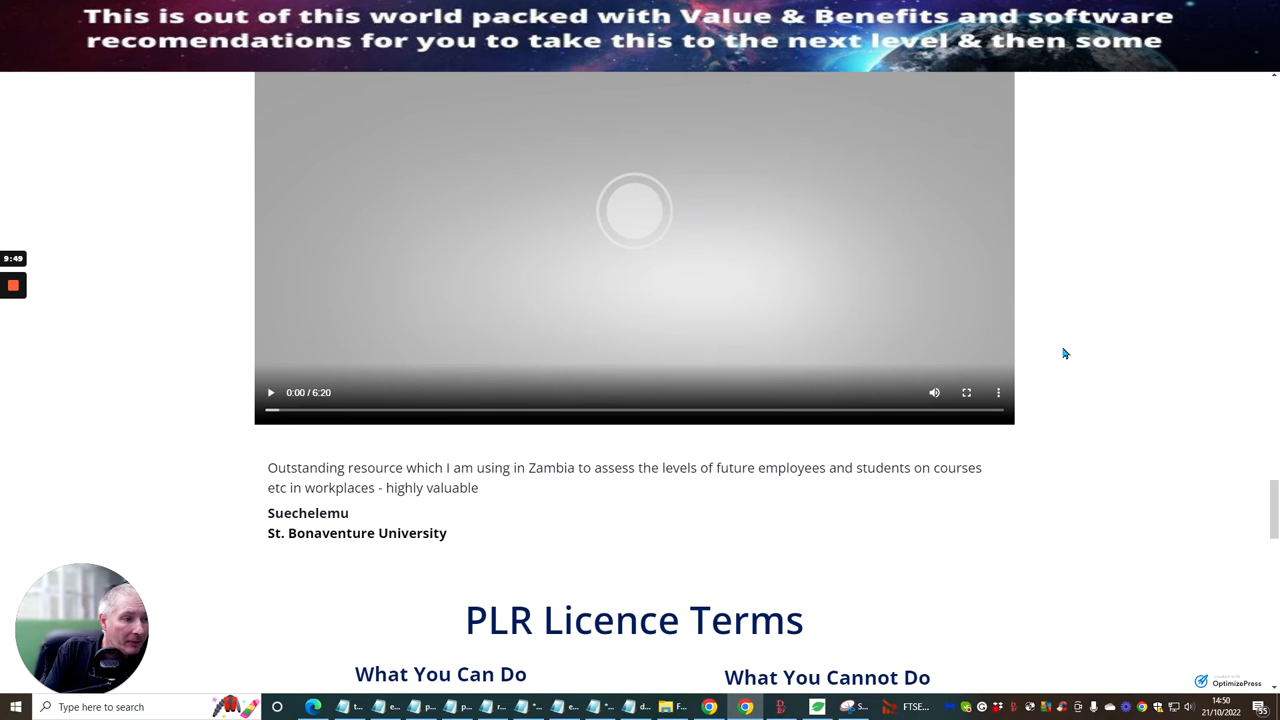 This is out of this world packed with Value & Benefits and software
recomendations for you to take this to the next level & then some
9:49
0:00 / 6:20
Outstanding resource which I am using in Zambia to assess the levels of future employees and students on courses
etc in workplaces - highly valuable
Suechelemu
St. Bonaventure University
PLR Licence Terms
What You Can Do
What You Cannot Do
OptimizePress
Type here to search
t...
e...
p...
p...
r...
e...
*...
e...
*...
d...
F...
S...
FTSE...
14:50
21/10/2022